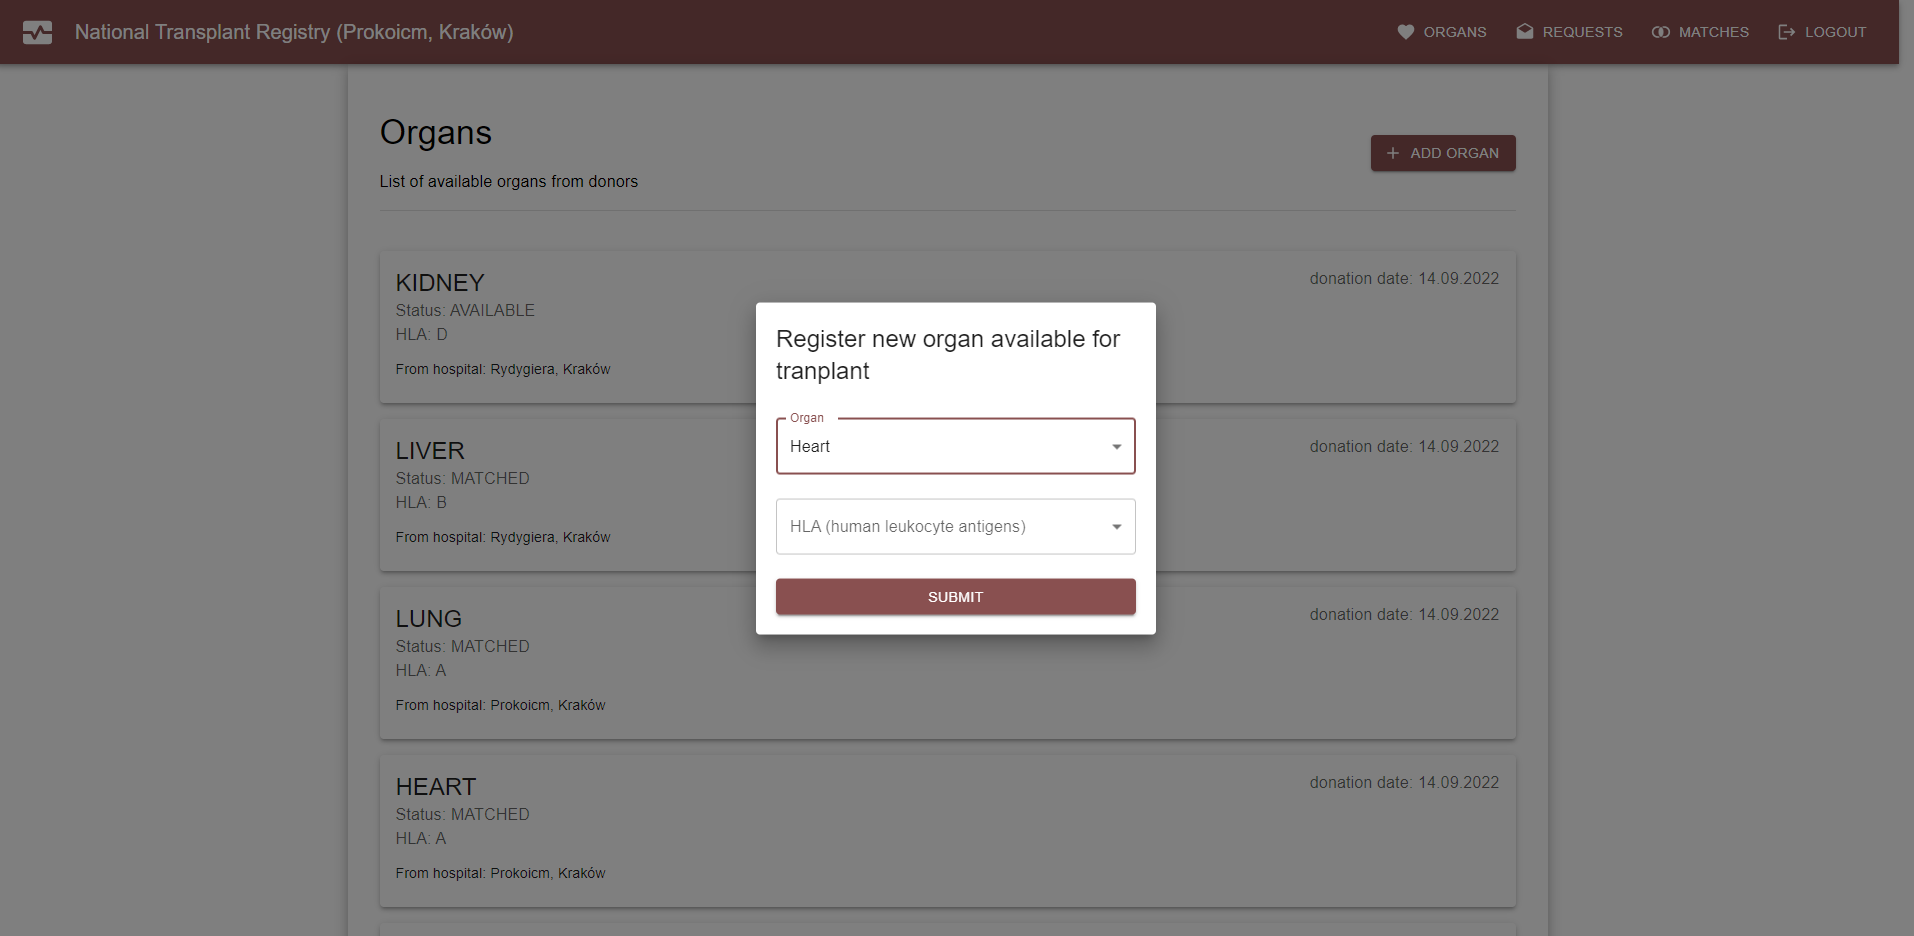 National Transplant Registry (Prokoicm, Kraków)
ORGANS
REQUESTS
MATCHES
LOGOUT
Organs
ADD ORGAN
List of available organs from donors
KIDNEY
donation date: 14.09.2022
Status: AVAILABLE
HLA: D
From hospital: Rydygiera, Kraków
LIVER
donation date: 14.09.2022
Status: MATCHED
HLA: B
From hospital: Rydygiera, Kraków
LUNG
donation date: 14.09.2022
Status: MATCHED
HLA: A
From hospital: Prokoicm, Kraków
HEART
donation date: 14.09.2022
Status: MATCHED
HLA: A
From hospital: Prokoicm, Kraków
Register new organ available for
tranplant
Organ
Heart
HLA (human leukocyte antigens)
SUBMIT